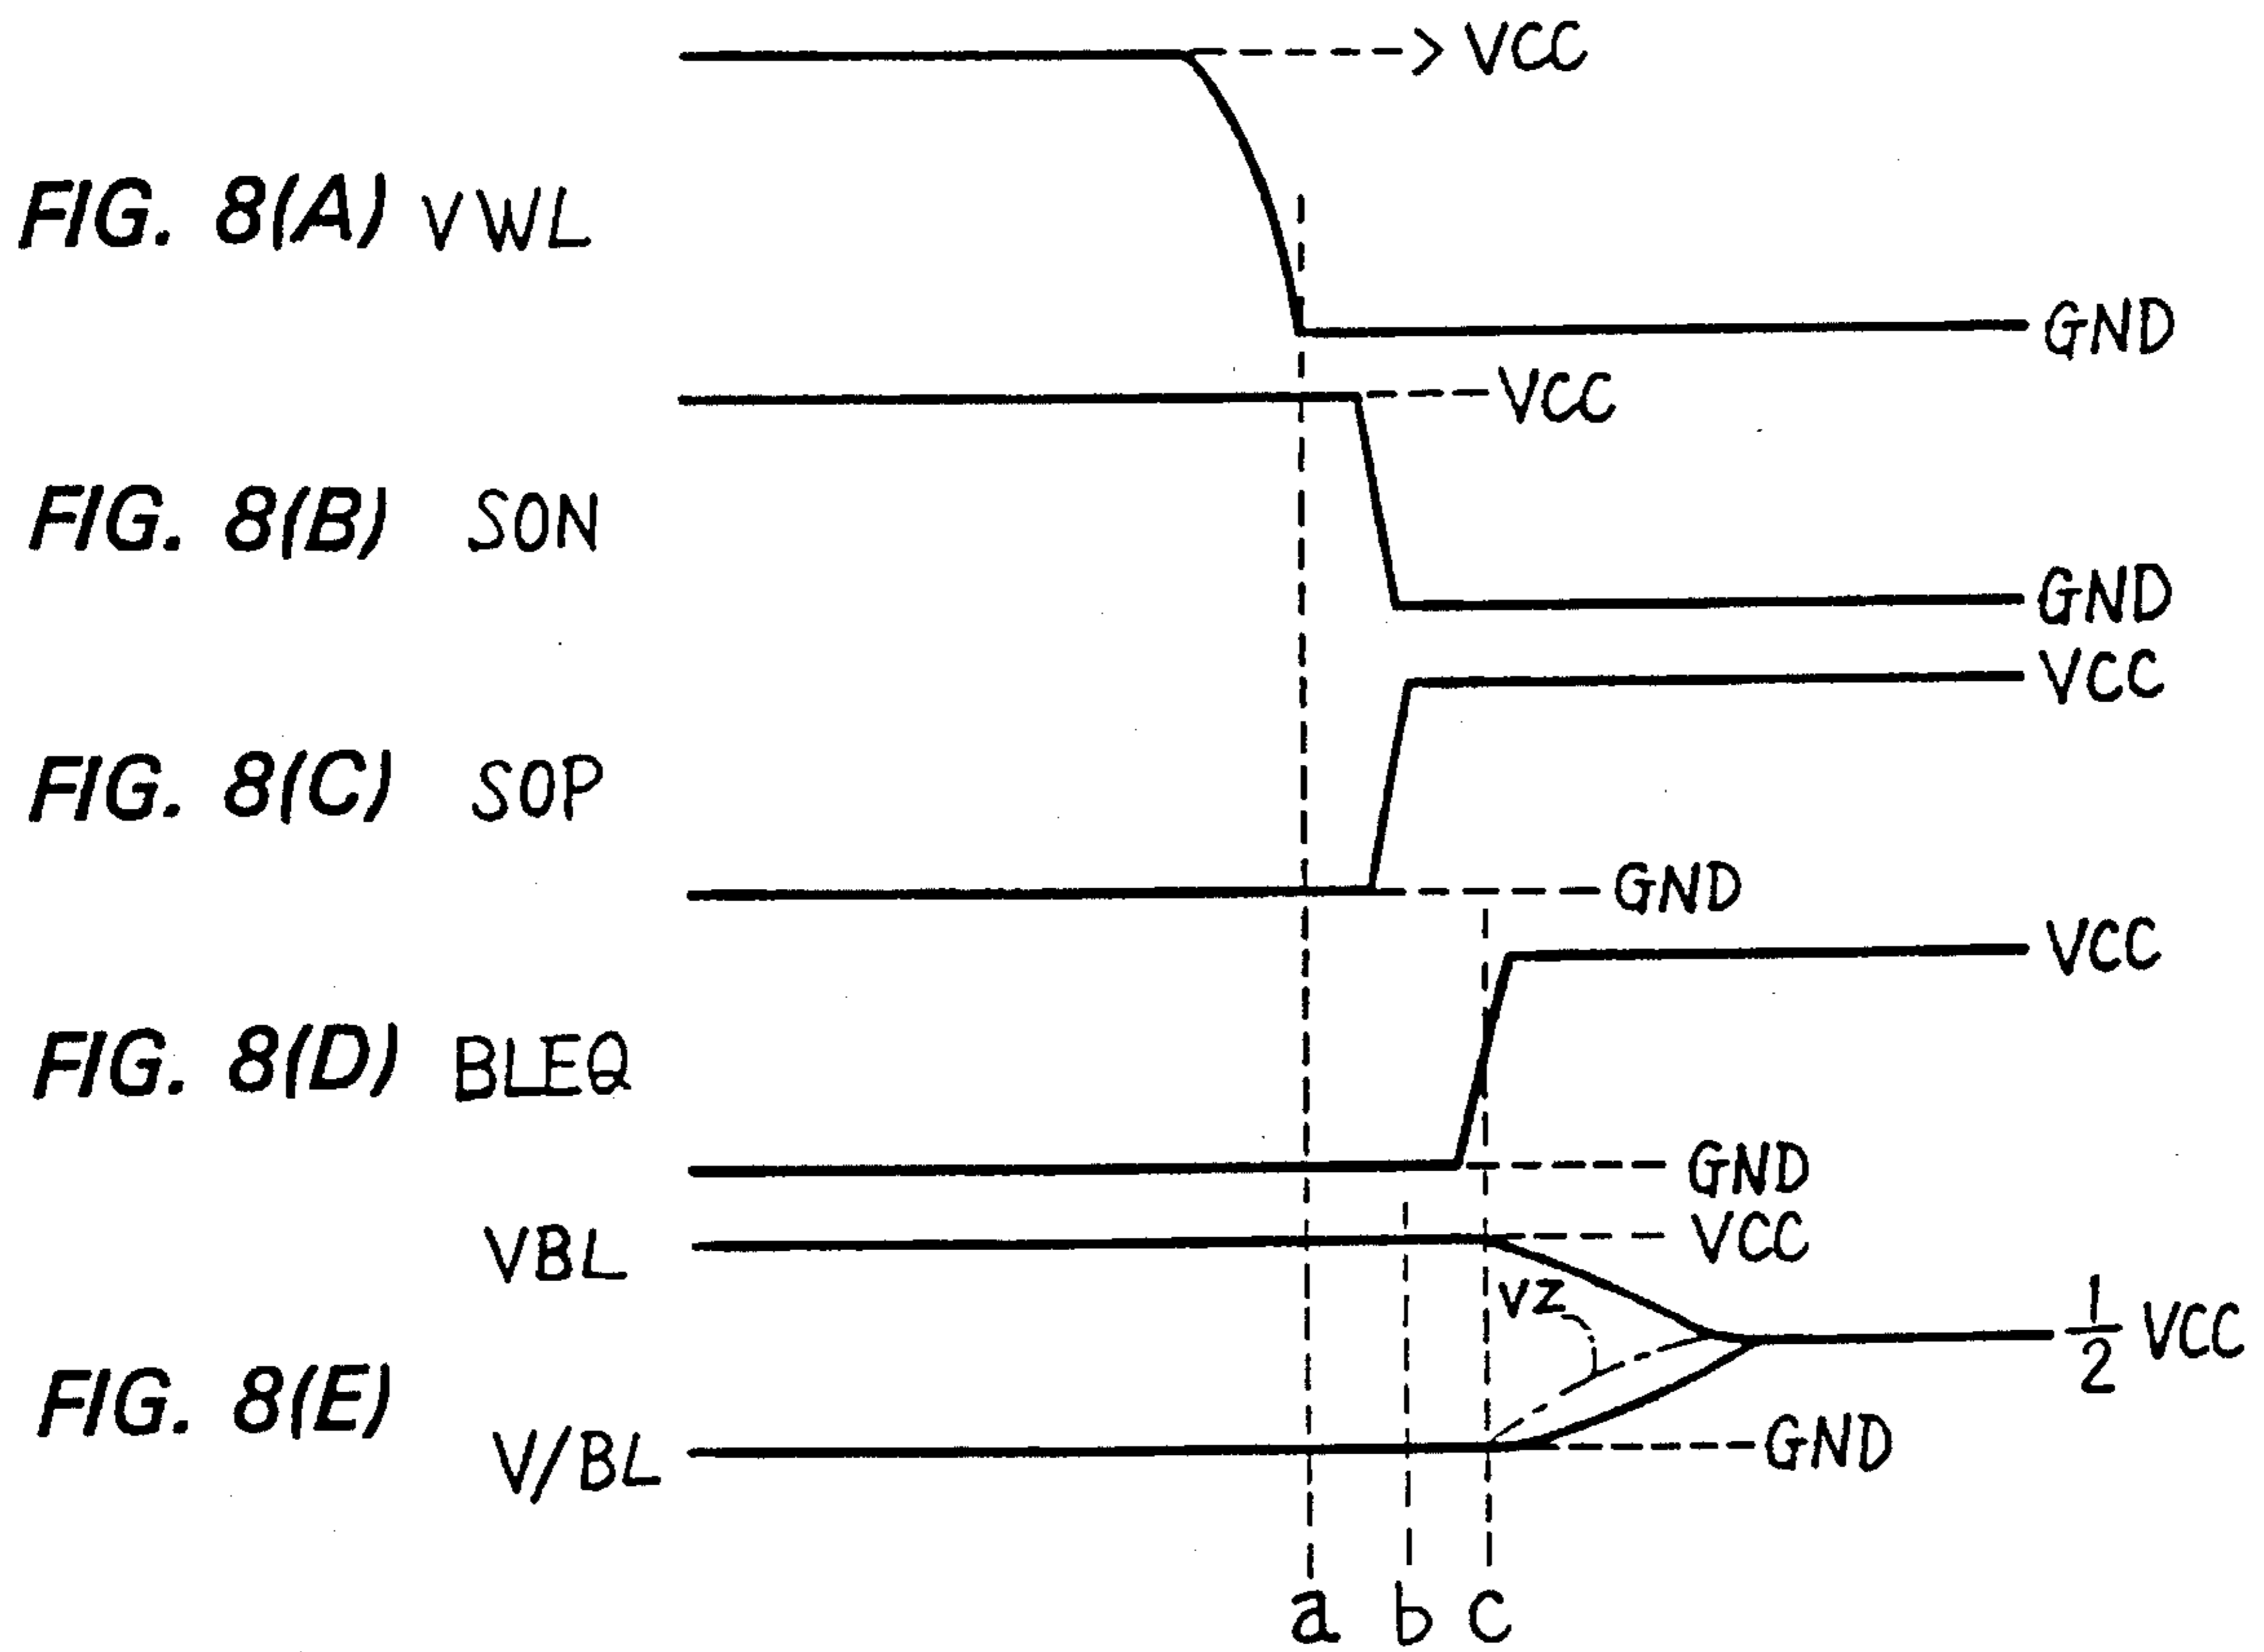 > VCC
FIG. 8(A) VWL
GND
VCC
FIG. 8(B) SON
GND
VCC
FIG. 8(C) SOP
GND
VCC
FIG. 8(D) BLEQ
GND
VBL
VCC
VZ
1/2 VCC
FIG. 8(E)
V/BL
GND
a b c